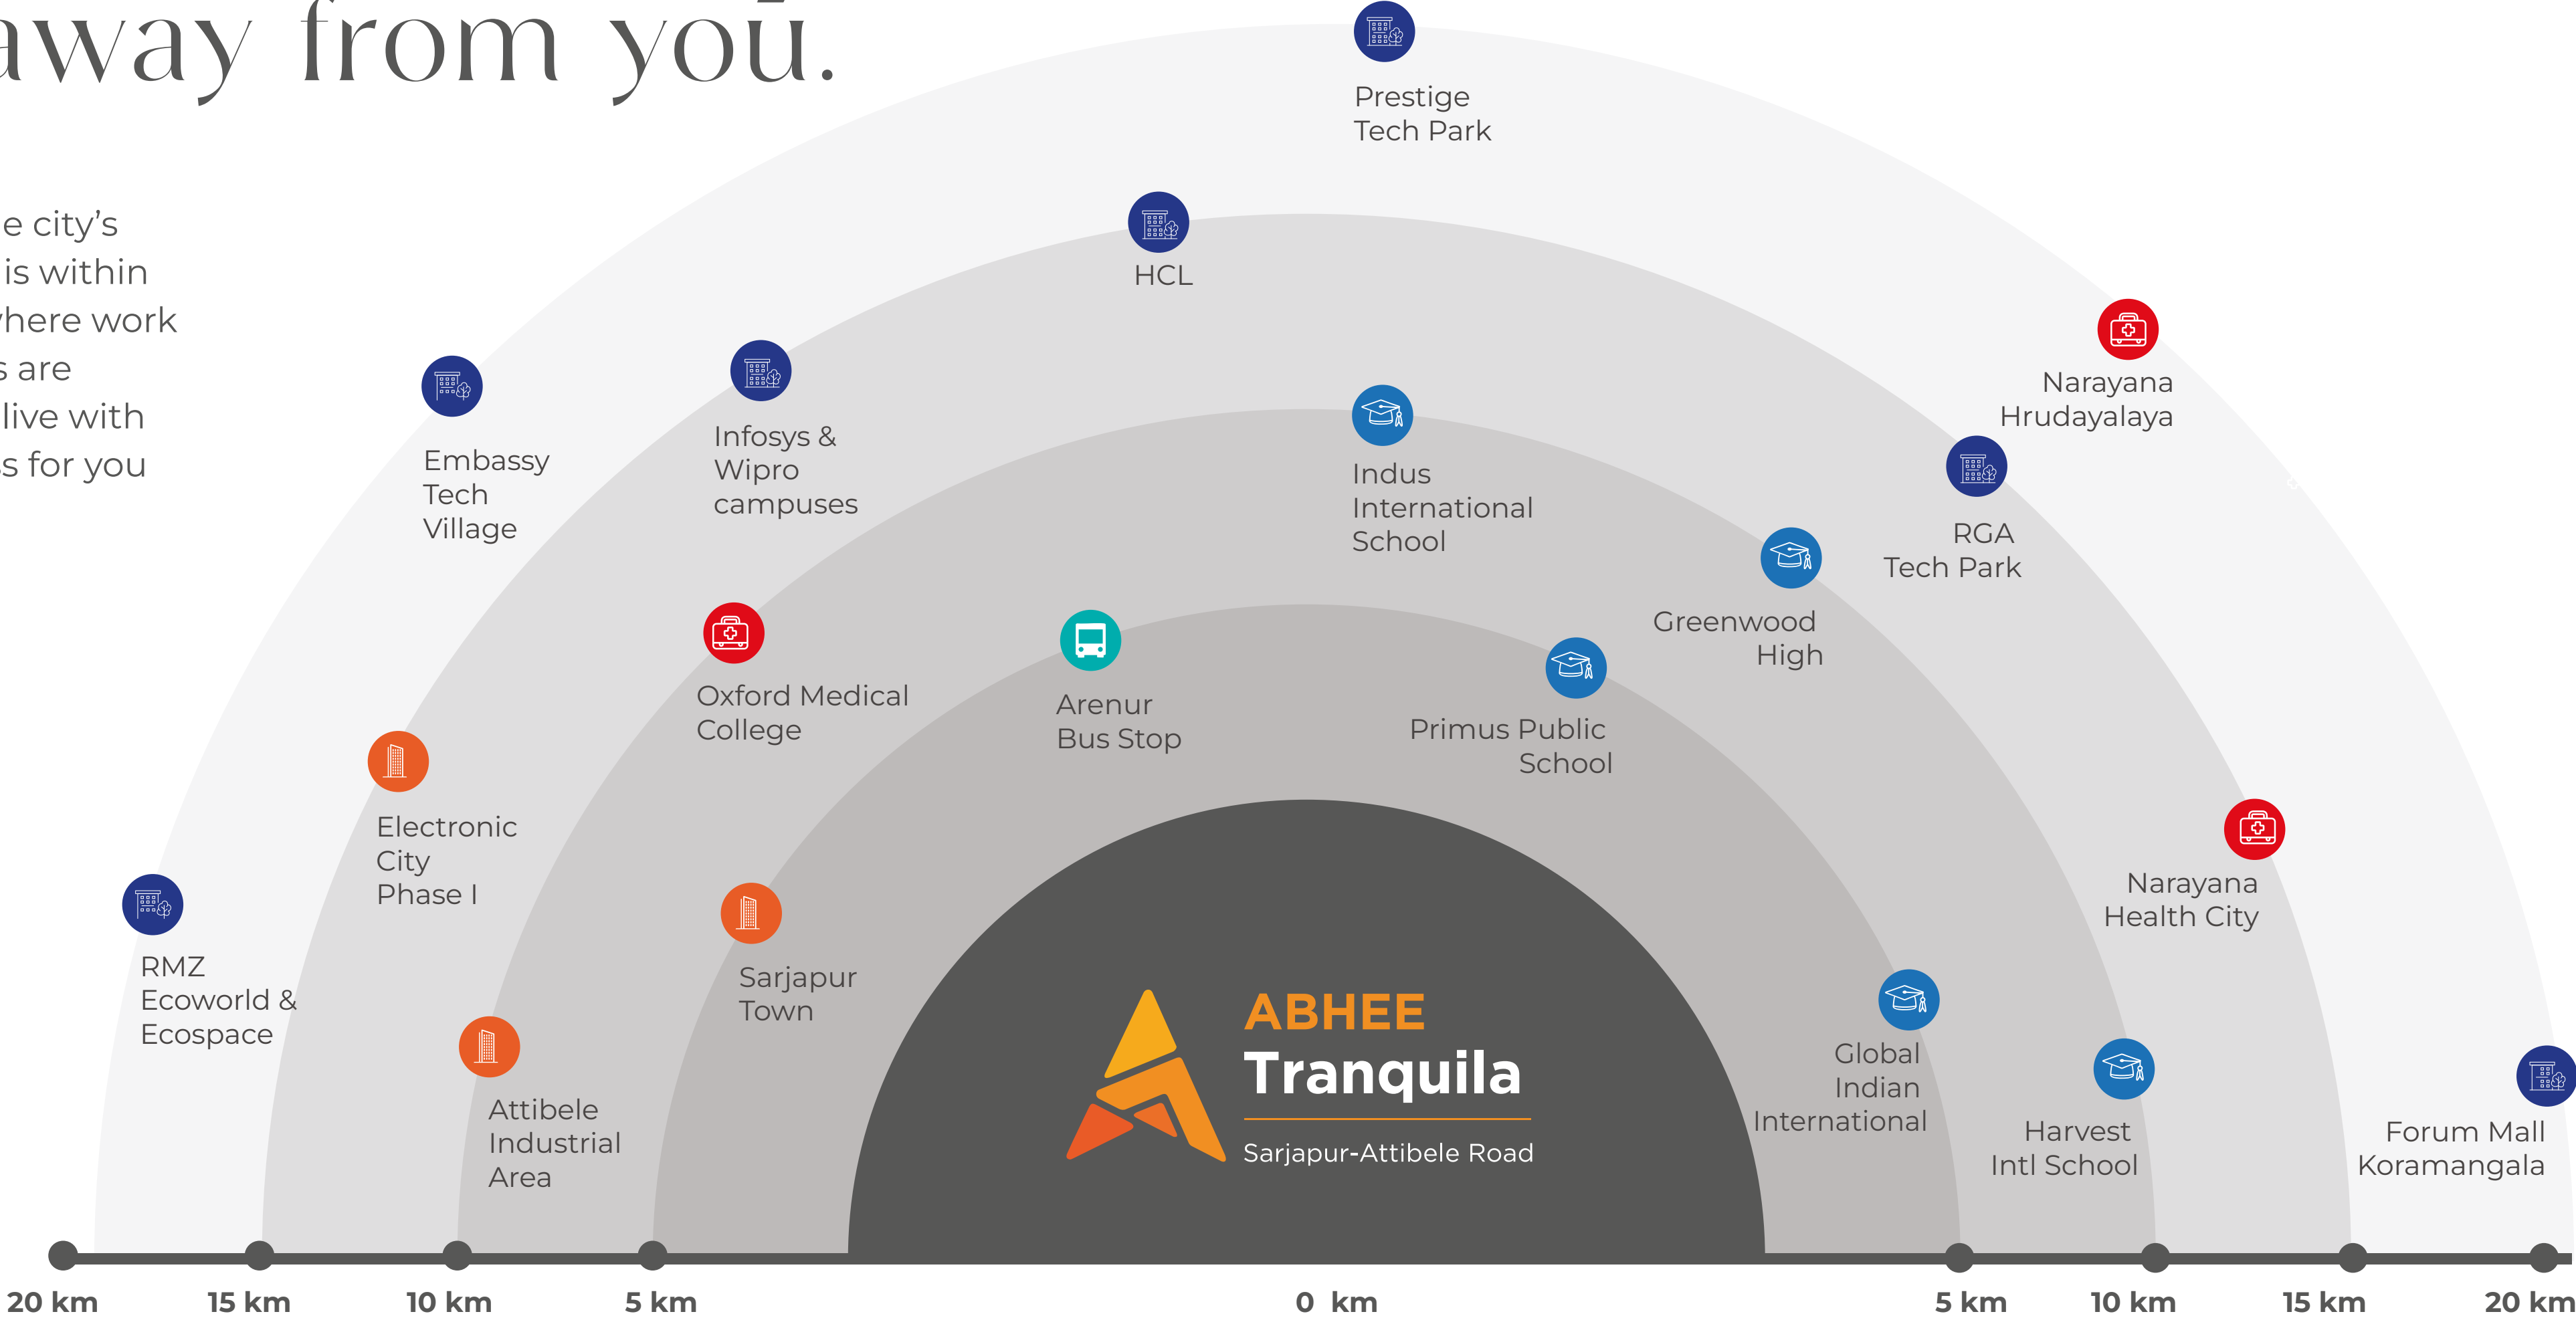 away from you.
e city’s
is within
where work
s are
live with
s for you
Prestige
Tech Park
HCL
Narayana
Hrudayalaya
Embassy
Tech
Village
Infosys &
Wipro
campuses
Indus
International
School
RGA
Tech Park
Greenwood
High
Oxford Medical
College
Arenur
Bus Stop
Primus Public
School
Electronic
City
Phase I
Narayana
Health City
RMZ
Ecoworld &
Ecospace
Sarjapur
Town
ABHEE
Tranquila
Sarjapur-Attibele Road
Global
Indian
International
Attibele
Industrial
Area
Harvest
Intl School
Forum Mall
Koramangala
20 km 15 km 10 km 5 km 0 km 5 km 10 km 15 km 20 km